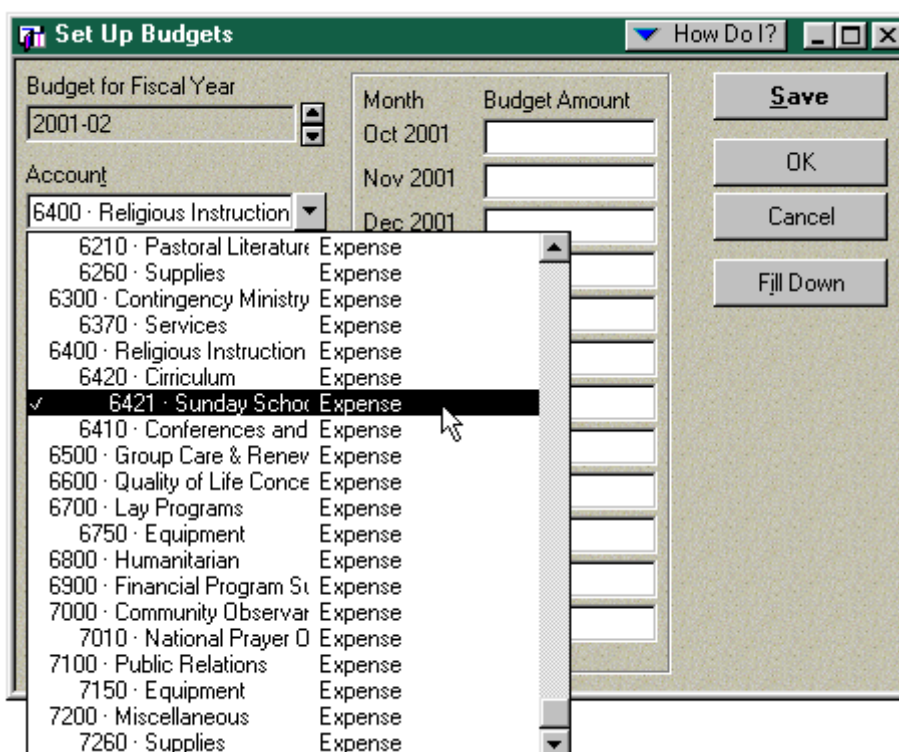 Set Up Budgets
How Do I?
Budget for Fiscal Year
2001-02
Account
6400 · Religious Instruction
Month Budget Amount
Oct 2001
Nov 2001
Dec 2001
Save
OK
Cancel
Fill Down
6210 · Pastoral Literature Expense
6260 · Supplies Expense
6300 · Contingency Ministry Expense
6370 · Services Expense
6400 · Religious Instruction Expense
6420 · Cirriculum Expense
✓ 6421 · Sunday Schoo Expense
6410 · Conferences and Expense
6500 · Group Care & Renew Expense
6600 · Quality of Life Conce Expense
6700 · Lay Programs Expense
6750 · Equipment Expense
6800 · Humanitarian Expense
6900 · Financial Program Su Expense
7000 · Community Observan Expense
7010 · National Prayer O Expense
7100 · Public Relations Expense
7150 · Equipment Expense
7200 · Miscellaneous Expense
7260 · Supplies Expense